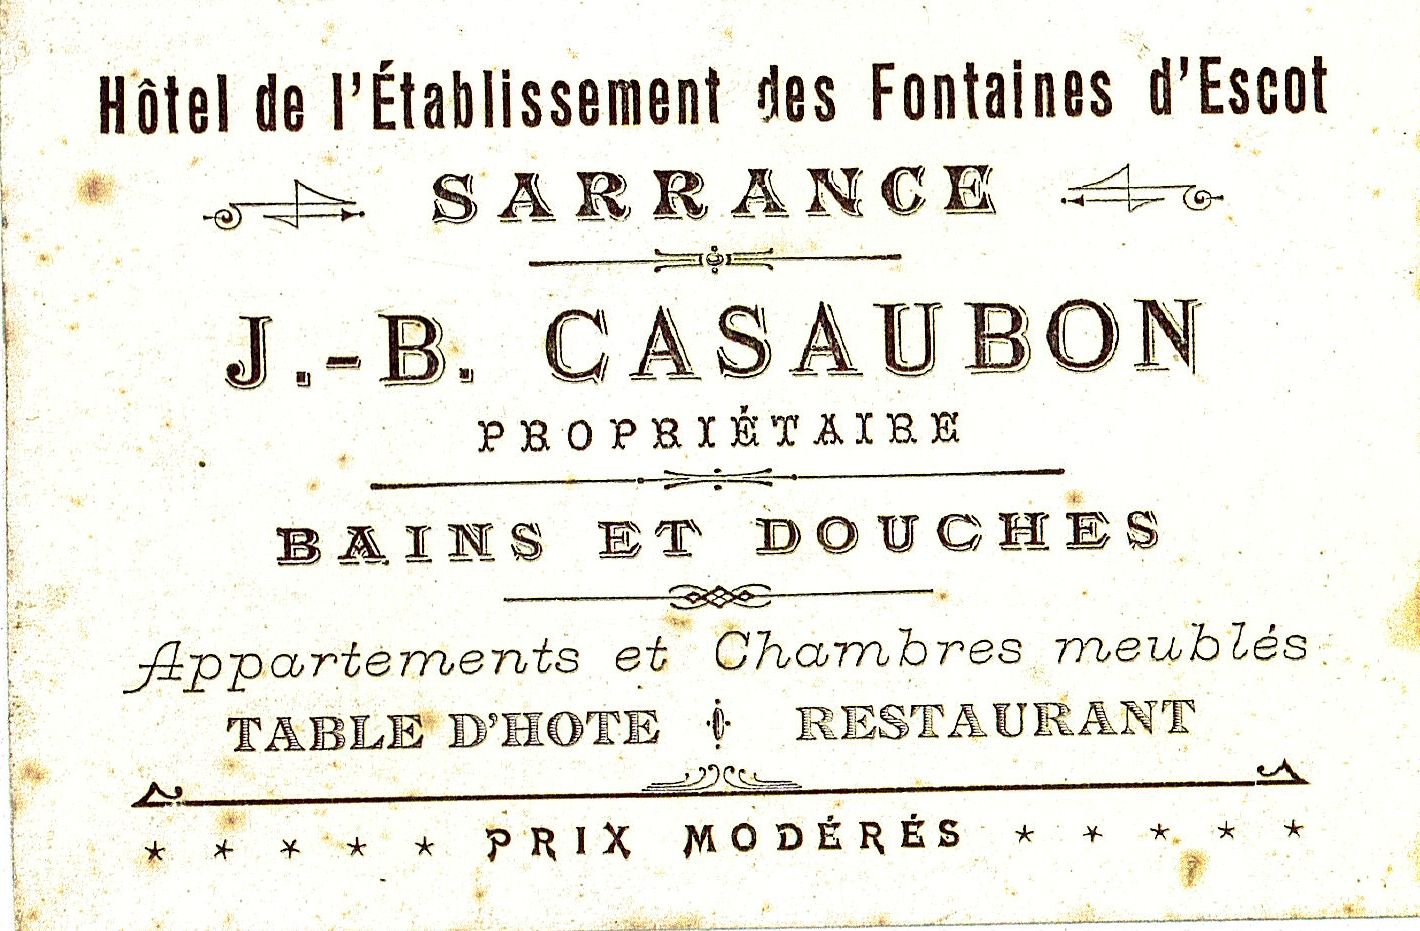 Hôtel de l'Établissement des Fontaines d'Escot
SARRANCE
J.-B. CASAUBON
PROPRIÉTAIRE
BAINS ET DOUCHES
Appartements et Chambres meublés
TABLE D'HOTE RESTAURANT
* * * * * PRIX MODÉRÉS * * * * *